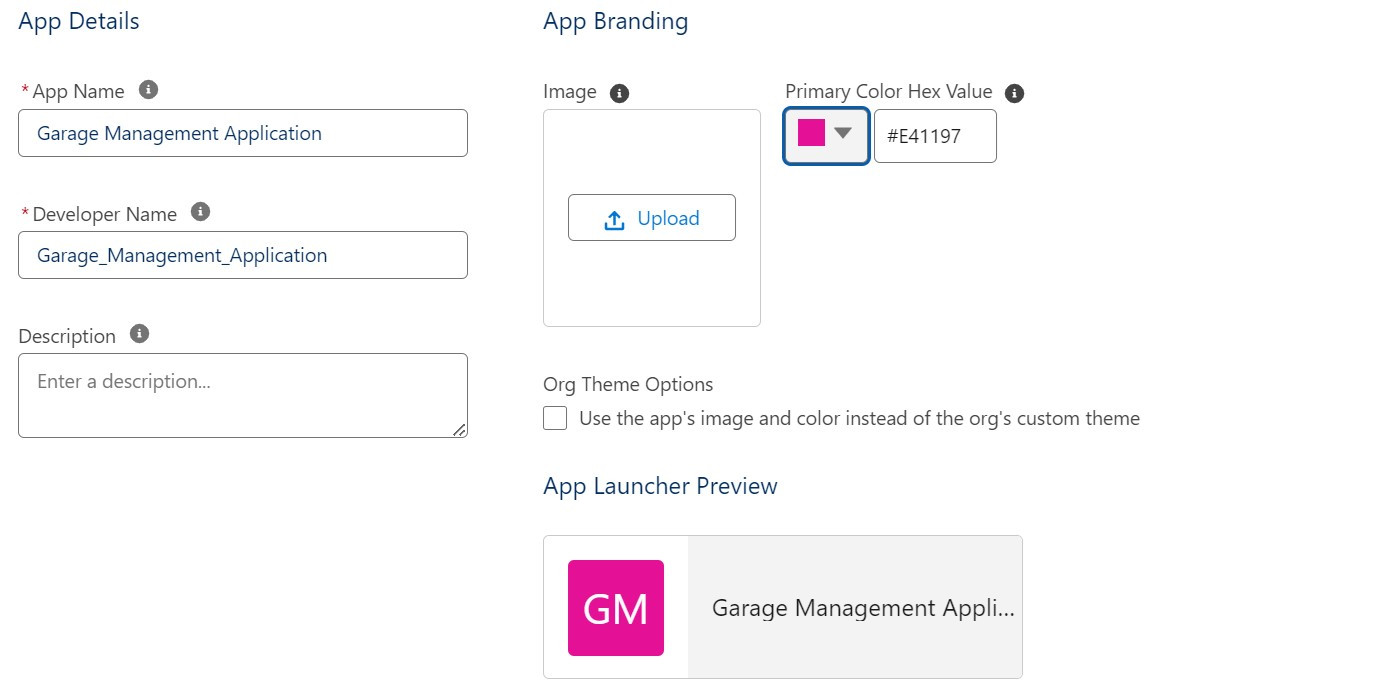 App Details
*App Name
Garage Management Application
*Developer Name
Garage_Management_Application
Description
Enter a description...
App Branding
Image
Upload
Primary Color Hex Value
#E41197
Org Theme Options
Use the app's image and color instead of the org's custom theme
App Launcher Preview
GM
Garage Management Appli...